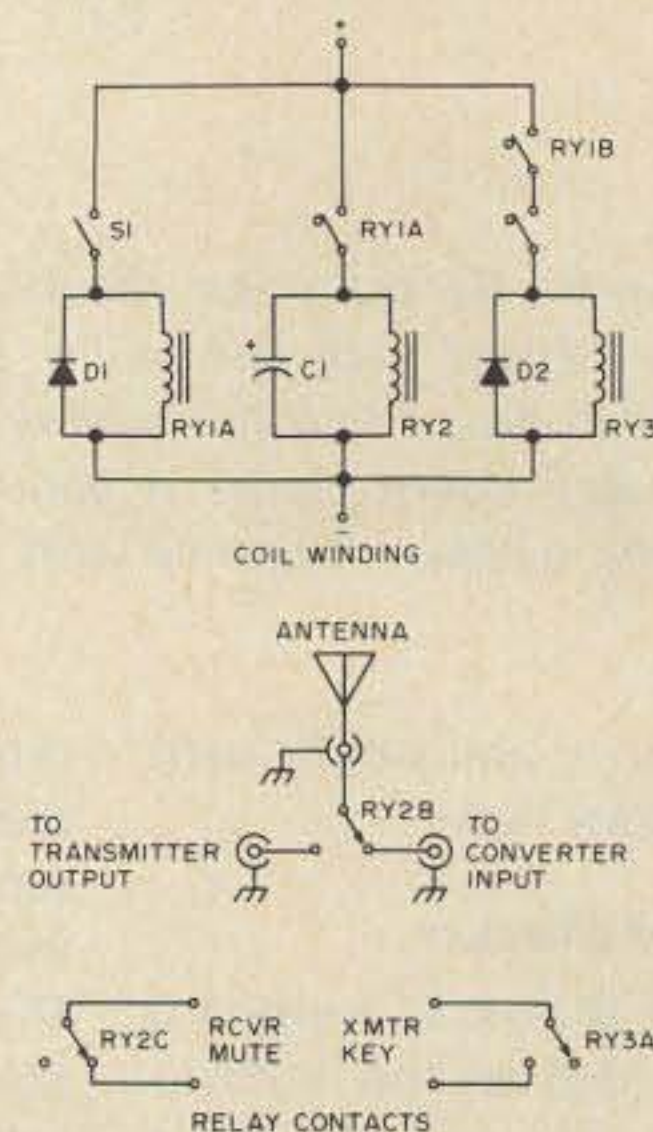 +
RY1B
S1
RY1A
+
D1
C1
D2
RY1A
RY2
RY3
−
COIL WINDING
ANTENNA
RY2B
TO
TRANSMITTER
OUTPUT
TO
CONVERTER
INPUT
RY2C
RCVR
MUTE
XMTR
KEY
RY3A
RELAY CONTACTS